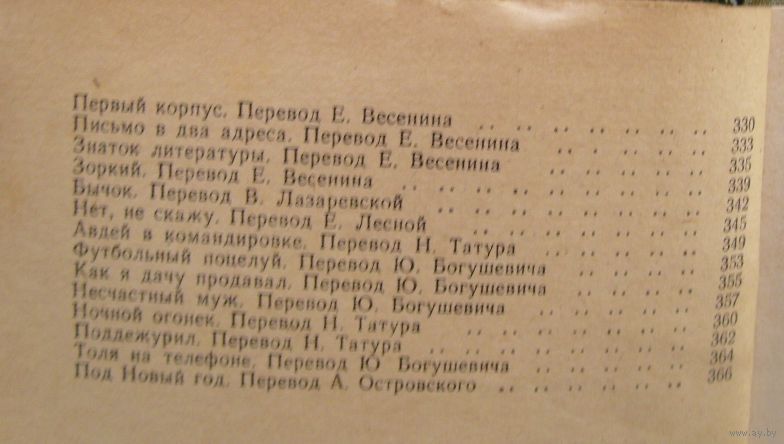 Первый корпус. Перевод Е. Весенина .. .. .. .. .. .. .. 330
Письмо в два адреса. Перевод Е. Весенина .. . .. .. .. .. 333
Знаток литературы. Перевод Е. Весенина .. .. .. .. .. .. 335
Зоркий. Перевод Е. Весенина .. .. .. .. .. .. .. .. 339
Бычок. Перевод В. Лазаревской .. .. .. .. .. .. .. 342
Нет, не скажу. Перевод Е. Лесной .. .. .. .. .. .. .. 345
Авдей в командировке. Перевод Н. Татура .. .. .. .. .. 349
Футбольный поцелуй. Перевод Ю. Богушевича .. .. .. .. .. 353
Как я дачу продавал. Перевод Ю. Богушевича .. .. .. .. .. 355
Несчастный муж. Перевод Ю. Богушевича .. .. .. .. .. .. 357
Ночной огонек. Перевод Н. Татура .. .. .. .. .. .. .. 360
Поддежурил. Перевод Н. Татура .. .. .. .. .. .. .. .. 362
Толя на телефоне. Перевод Ю Богушевича .. .. .. .. .. .. 364
Под Новый год. Перевод А. Островского .. .. .. .. .. .. 366
www.ay.by